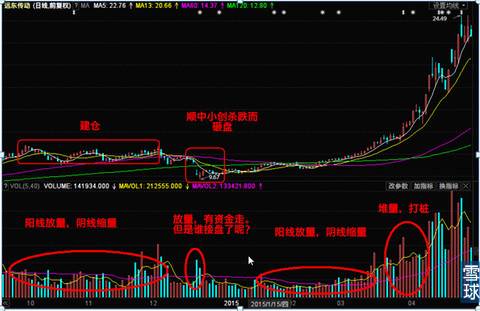 远东传动 (日线,前复权) ? MA MA5: 22.76 ↑ MA13: 20.66 ↑ MA60: 14.37 ↑ MA120: 12.80 ↑
设置均线
24.49
建仓
顺中小创杀跌而
砸盘
9.67
? VOL(5,40) VOLUME: 141934.000 ↓ MAVOL1: 212555.000 ↓ MAVOL2: 133421.800 ↑
改参数 加指标 换指标
堆量、打桩
阳线放量、阴线缩量
放量，有资金走。
但是谁接盘了呢？
阳线放量、阴线缩量
雪球
10 11 12 2015 2015/1/15/四 02 03 04